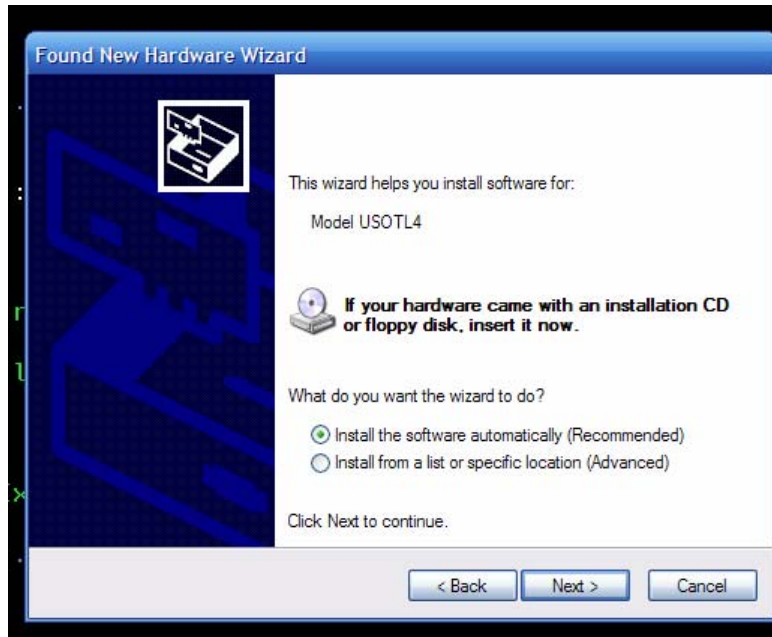 Found New Hardware Wizard
This wizard helps you install software for:
Model USOTL4
If your hardware came with an installation CD
or floppy disk, insert it now.
What do you want the wizard to do?
Install the software automatically (Recommended)
Install from a list or specific location (Advanced)
Click Next to continue.
< Back
Next >
Cancel